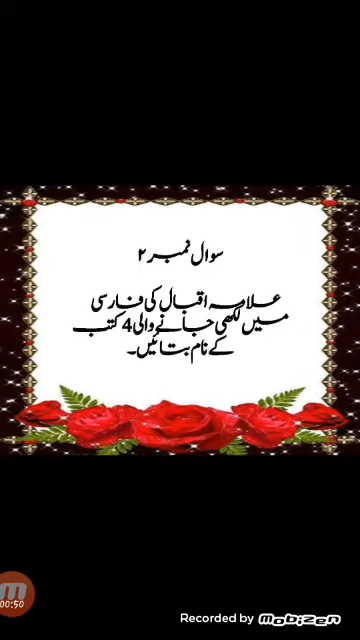 سوال نمبر ۲
علامہ اقبال کی فارسی
میں لکھی جانے والی 4 کتب
کے نام بتائیں۔
00:50
Recorded by mobizen